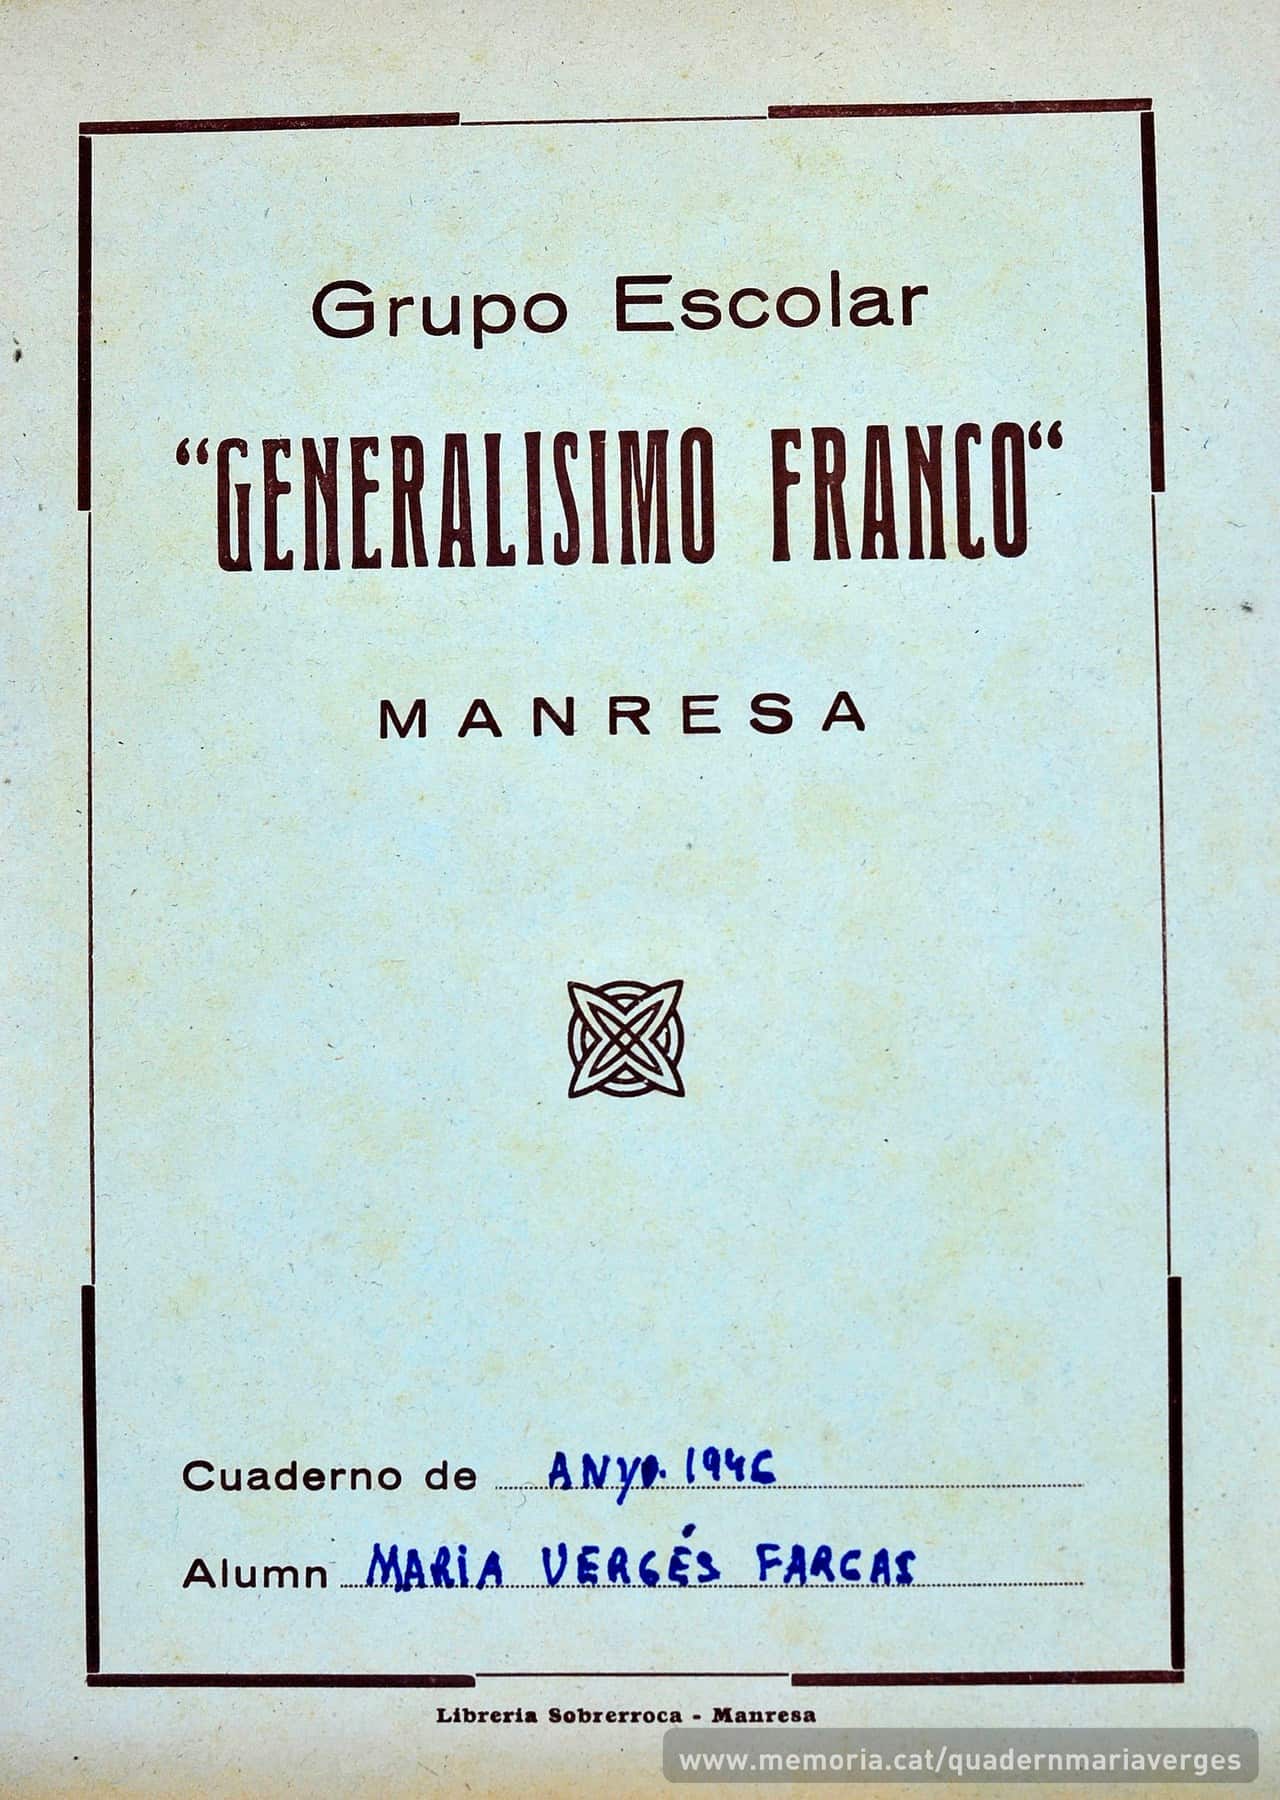 Grupo Escolar
“GENERALISIMO FRANCO“
MANRESA
Cuaderno de ANyo. 1946
Alumn MARiA VERGÉS FARGAS
Libreria Sobrerroca - Manresa
www.memoria.cat/quadernmariaverges